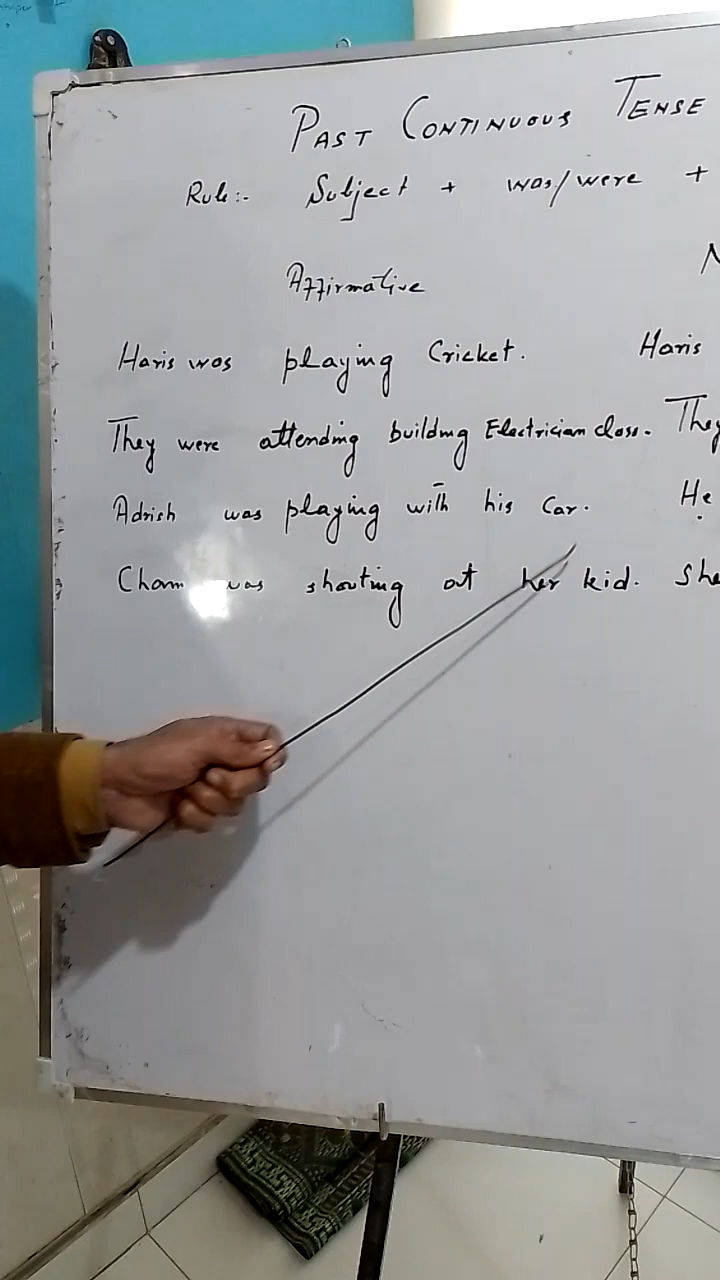 PAST CONTINUOUS TENSE
Rule:- Subject + was/were +
Affirmative
Haris was playing Cricket. Haris
They were attending building Electrician class. They
Adrish was playing with his Car. He
was shouting at her kid. She